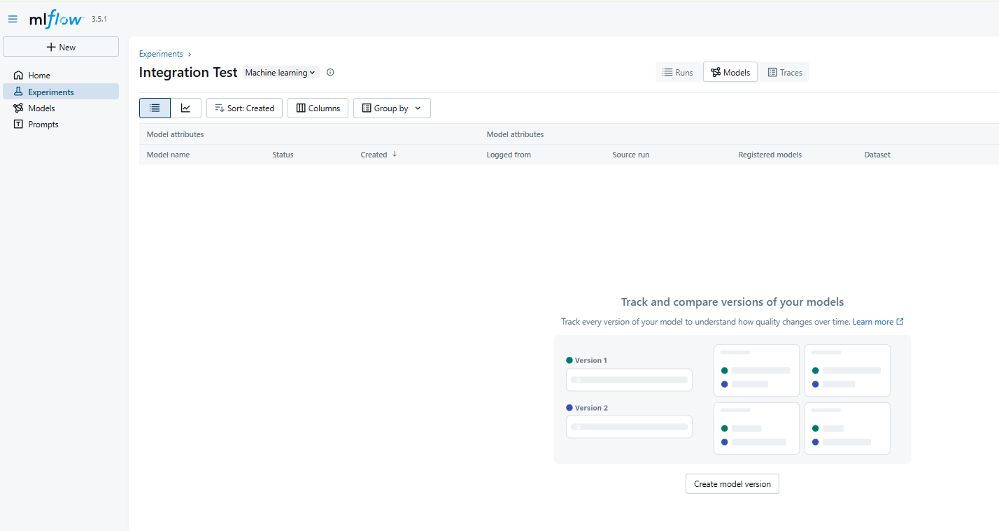 mlflow 3.5.1
New
Home
Experiments
Models
Prompts
Experiments ›
Integration Test Machine learning
Runs Models Traces
Sort: Created Columns Group by
Model attributes Model attributes
Model name Status Created Logged from Source run Registered models Dataset
Track and compare versions of your models
Track every version of your model to understand how quality changes over time. Learn more
Version 1
Version 2
Create model version